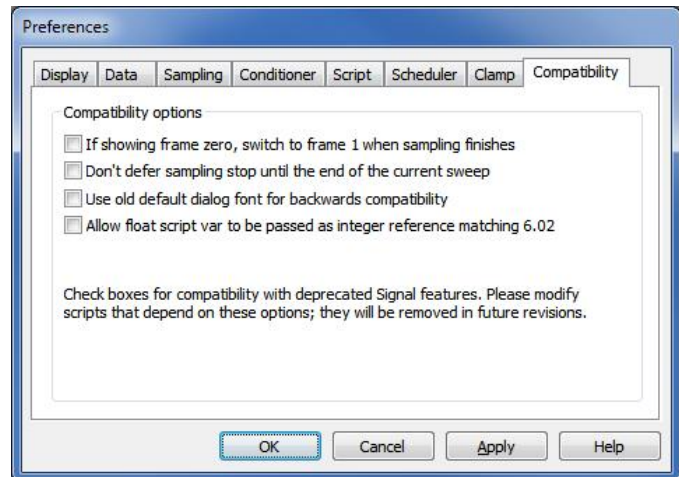 Preferences
Display Data Sampling Conditioner Script Scheduler Clamp Compatibility
Compatibility options
If showing frame zero, switch to frame 1 when sampling finishes
Don't defer sampling stop until the end of the current sweep
Use old default dialog font for backwards compatibility
Allow float script var to be passed as integer reference matching 6.02
Check boxes for compatibility with deprecated Signal features. Please modify
scripts that depend on these options; they will be removed in future revisions.
OK Cancel Apply Help